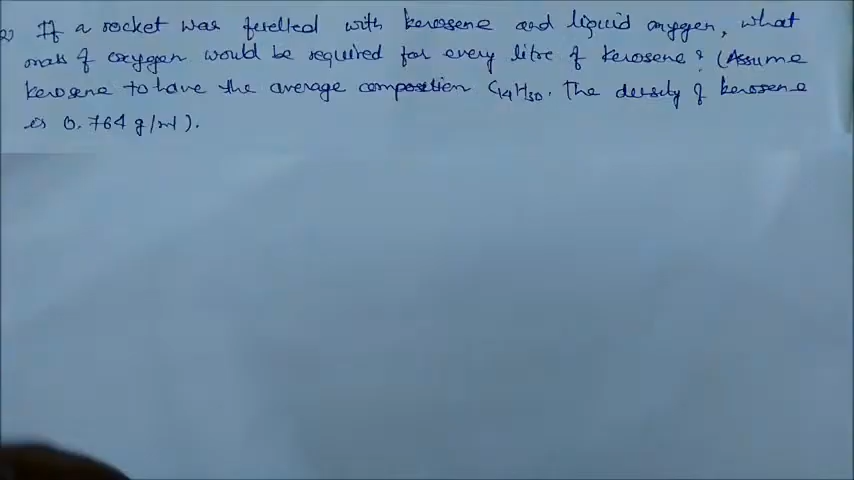 2) If a rocket was fuelled with kerosene and liquid oxygen, what
mass of oxygen would be required for every litre of kerosene? (Assume
kerosene to have the average composition C14H30. The density of kerosene
is 0.764 g/ml).